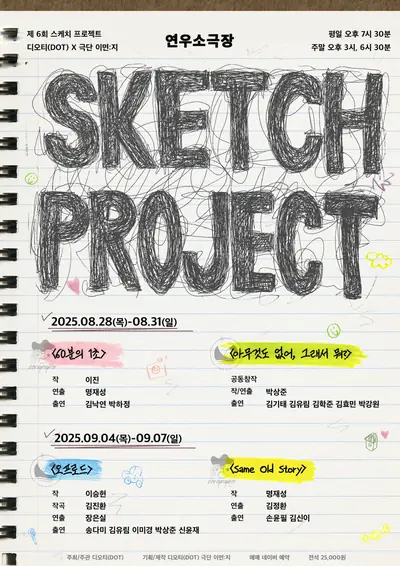 제 6회 스케치 프로젝트
디오티(DOT) X 극단 이민:지
연우소극장
평일 오후 7시 30분
주말 오후 3시, 6시 30분
SKETCH
PROJECT
2025.08.28(목)-08.31(일)
<60분의 1초>
작 이진
연출 명재성
출연 김낙연 박하정
<아무것도 없어, 그래서 뭐?>
공동창작
작/연출 박상준
출연 김기태 김유림 김학준 김효민 박강원
2025.09.04(목)-09.07(일)
<오프로드>
작 이승현
작곡 김진환
연출 장은실
출연 송다미 김유림 이미경 박상준 신윤재
<Same Old Story>
작 명재성
연출 김정환
출연 손윤필 김신이
주최/주관 디오티(DOT) 기획/제작 디오티(DOT) 극단 이민:지 예매 네이버 예약 전석 25,000원